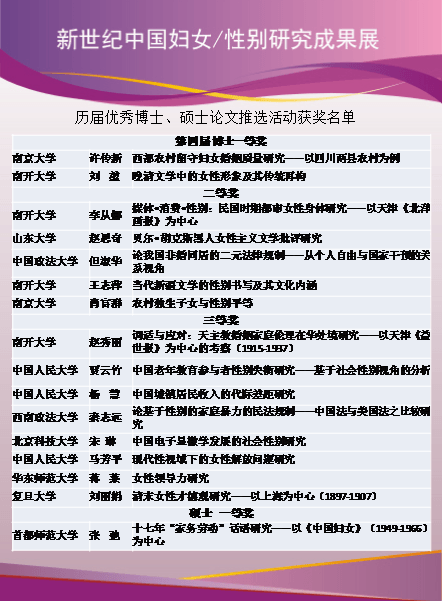 新世纪中国妇女/性别研究成果展
历届优秀博士、硕士论文推选活动获奖名单
第四届博士一等奖
南京大学 许传新 西部农村留守妇女婚姻质量研究——以四川两县农村为例
南开大学 刘 堃 晚清文学中的女性形象及其传统再构
二等奖
南开大学 李从娜 媒体·消费·性别：民国时期都市女性身体研究——以天津《北洋
画报》为中心
山东大学 赵思奇 贝尔·胡克斯黑人女性主义文学批评研究
中国政法大学 但淑华 论我国非婚同居的二元法律规制——从个人自由与国家干预的关
系视角
南开大学 王志萍 当代新疆文学的性别书写及其文化内涵
南京大学 肖富群 农村独生子女与性别平等
三等奖
南开大学 赵秀丽 调适与应对：天主教婚姻家庭伦理在华处境研究——以天津《益
世报》为中心的考察（1915-1937）
中国人民大学 贾云竹 中国老年教育参与者性别失衡研究——基于社会性别视角的分析
中国人民大学 杨 慧 中国城镇居民收入的代际差距研究
西南政法大学 秦志远 论基于性别的家庭暴力的民法规制——中国法与美国法之比较研
究
北京科技大学 宋 琳 中国电子显微学发展的社会性别研究
中国人民大学 马芳平 现代性视域下的女性解放问题研究
华东师范大学 蒋 莱 女性领导力研究
复旦大学 刘丽娟 清末女性才德观研究——以上海为中心（1897-1907）
硕士 一等奖
首都师范大学 张 弛 十七年“家务劳动”话语研究——以《中国妇女》（1949-1966）
为中心